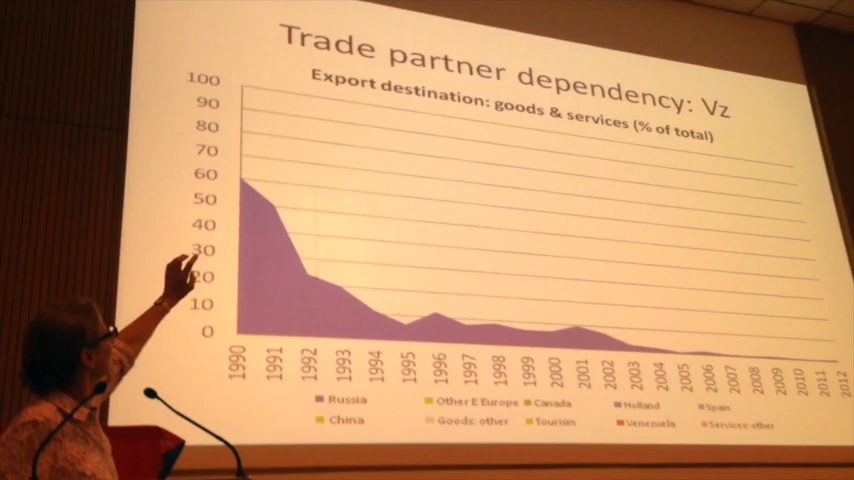 Trade partner dependency: Vz
Export destination: goods & services (% of total)
100
90
80
70
60
50
40
30
20
10
0
1990 1991 1992 1993 1994 1995 1996 1997 1998 1999 2000 2001 2002 2003 2004 2005 2006 2007 2008 2009 2010 2011 2012
Russia Other E Europe Canada Holland Spain
China Goods: other Tourism Venezuela Services: other